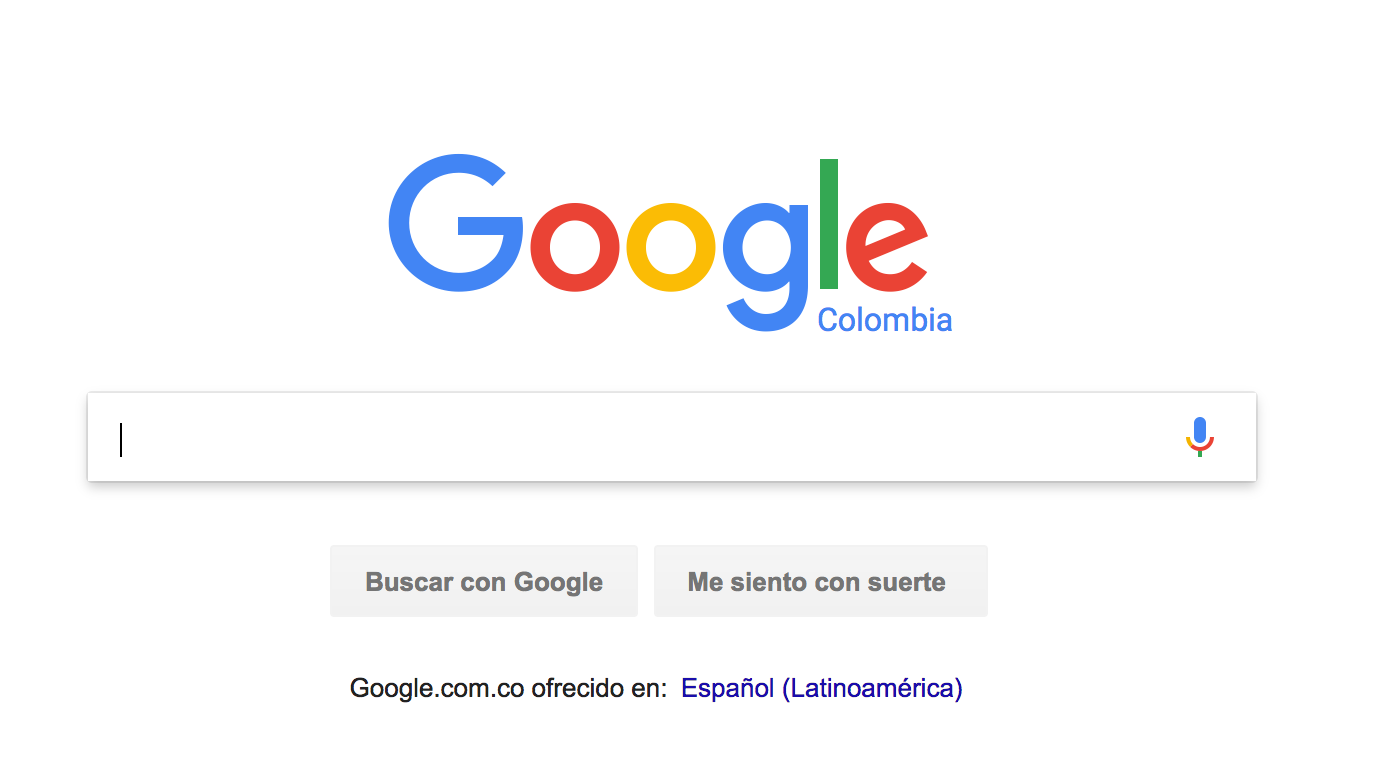 Google
Colombia
Buscar con Google
Me siento con suerte
Google.com.co ofrecido en: Español (Latinoamérica)